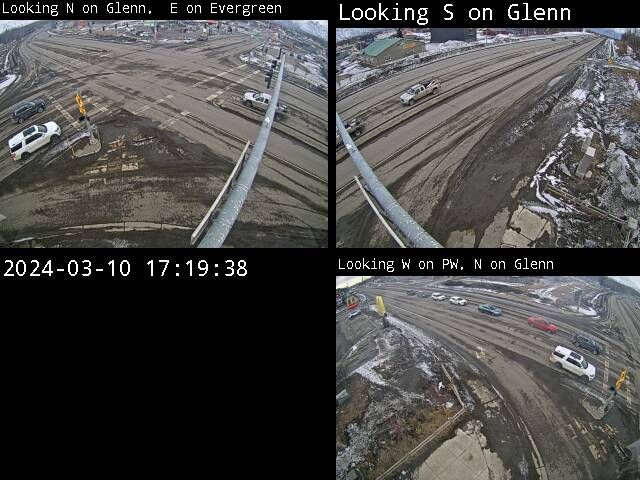 Looking N on Glenn,  E on Evergreen
Looking S on Glenn
2024-03-10 17:19:38
Looking W on PW, N on Glenn